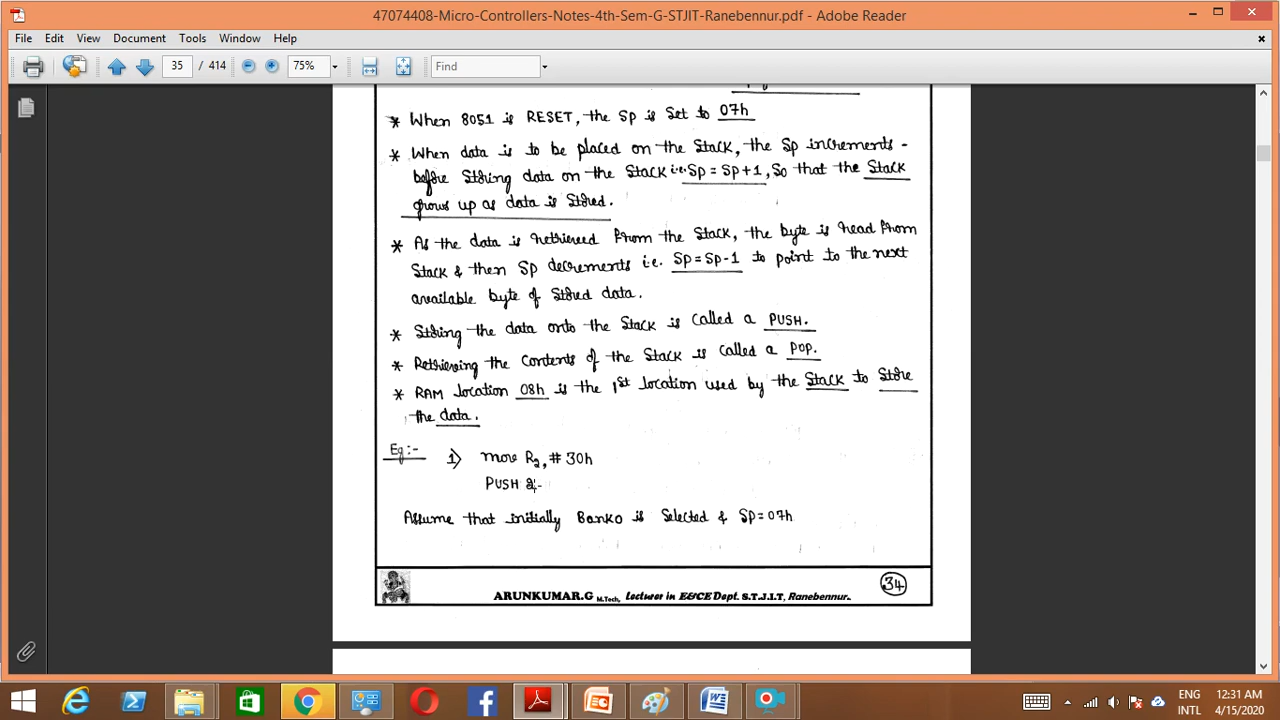 47074408-Micro-Controllers-Notes-4th-Sem-G-STJIT-Ranebennur.pdf - Adobe Reader
File Edit View Document Tools Window Help
35 / 414 75% Find
* When 8051 is RESET, the SP is Set to 07h
* When data is to be placed on the Stack, the SP increments -
before Storing data on the Stack i.e. SP = SP+1, So that the Stack
grows up as data is Stored.
* As the data is retrieved from the Stack, the byte is read from
Stack & then SP decrements i.e. SP = SP-1 to point to the next
available byte of Stored data.
* Storing the data onto the Stack is called a PUSH.
* Retrieving the contents of the Stack is called a POP.
* RAM location 08h is the 1st location used by the Stack to Store
the data.
Eg:- 1) move R2, # 30h
PUSH 2
Assume that initially Bank0 is Selected & SP=07h
ARUNKUMAR.G M.Tech, Lecturer in E&CE Dept. S.T.J.I.T, Ranebennur.
34
ENG 12:31 AM
INTL 4/15/2020